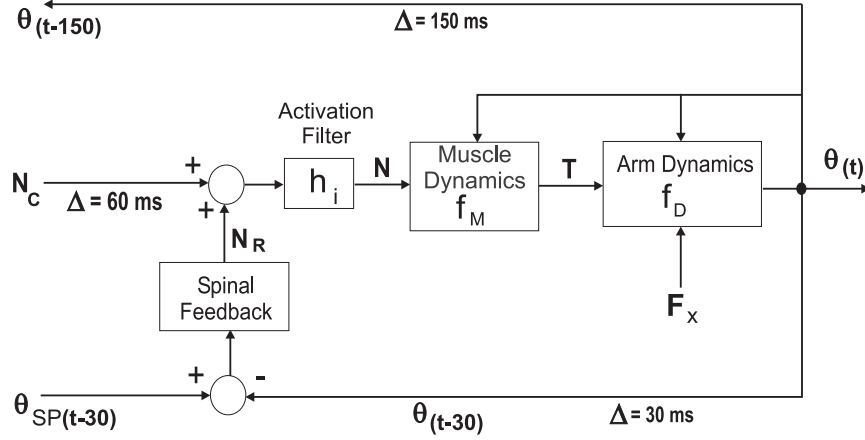 θ(t-150)
Δ = 150 ms
Activation
Filter
N_C
+
Δ = 60 ms
+
h_i
N
Muscle
Dynamics
f_M
T
Arm Dynamics
f_D
θ(t)
N_R
Spinal
Feedback
F_x
+
-
θ_SP(t-30)
θ(t-30)
Δ = 30 ms